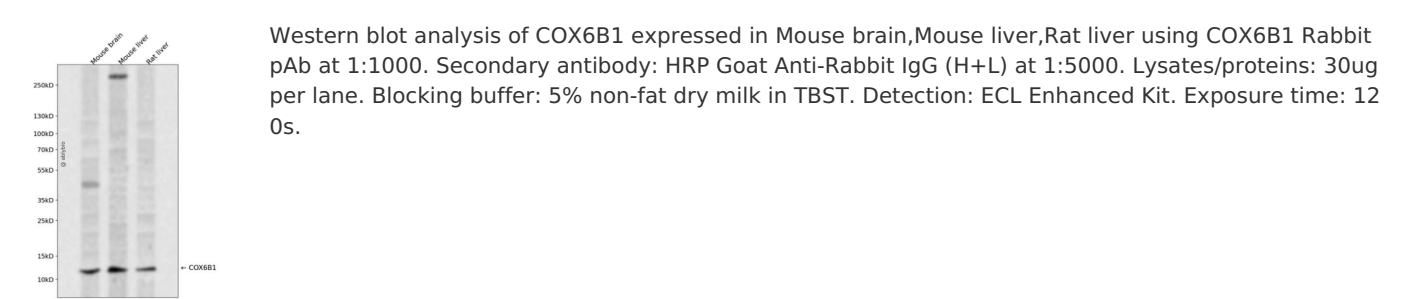 Mouse brain
Mouse liver
Rat liver
250kD
130kD
100kD
70kD
55kD
35kD
25kD
15kD
10kD
← COX6B1
Western blot analysis of COX6B1 expressed in Mouse brain,Mouse liver,Rat liver using COX6B1 Rabbit
pAb at 1:1000. Secondary antibody: HRP Goat Anti-Rabbit IgG (H+L) at 1:5000. Lysates/proteins: 30ug
per lane. Blocking buffer: 5% non-fat dry milk in TBST. Detection: ECL Enhanced Kit. Exposure time: 12
0s.